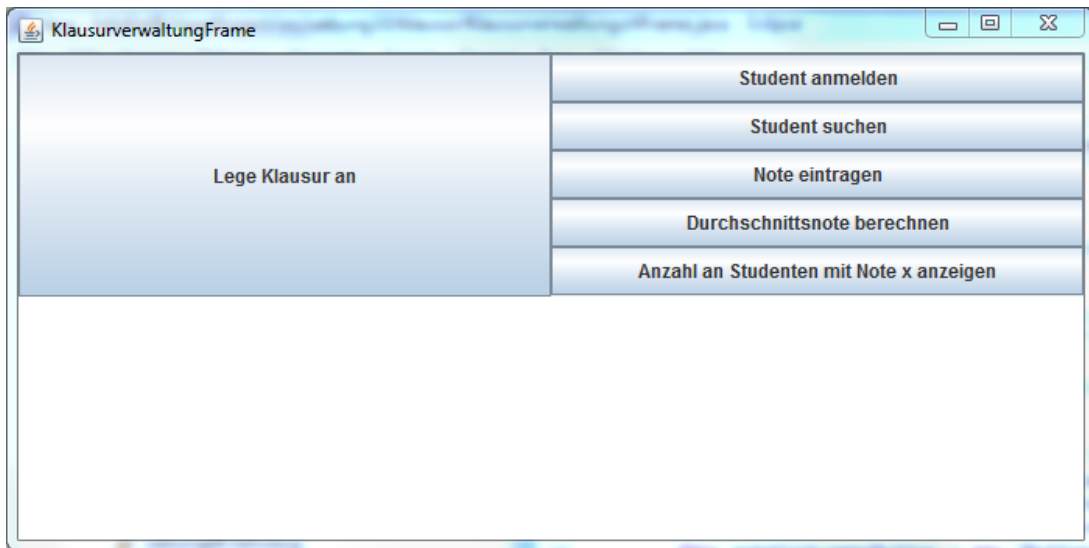 KlausurverwaltungFrame
Lege Klausur an
Student anmelden
Student suchen
Note eintragen
Durchschnittsnote berechnen
Anzahl an Studenten mit Note x anzeigen